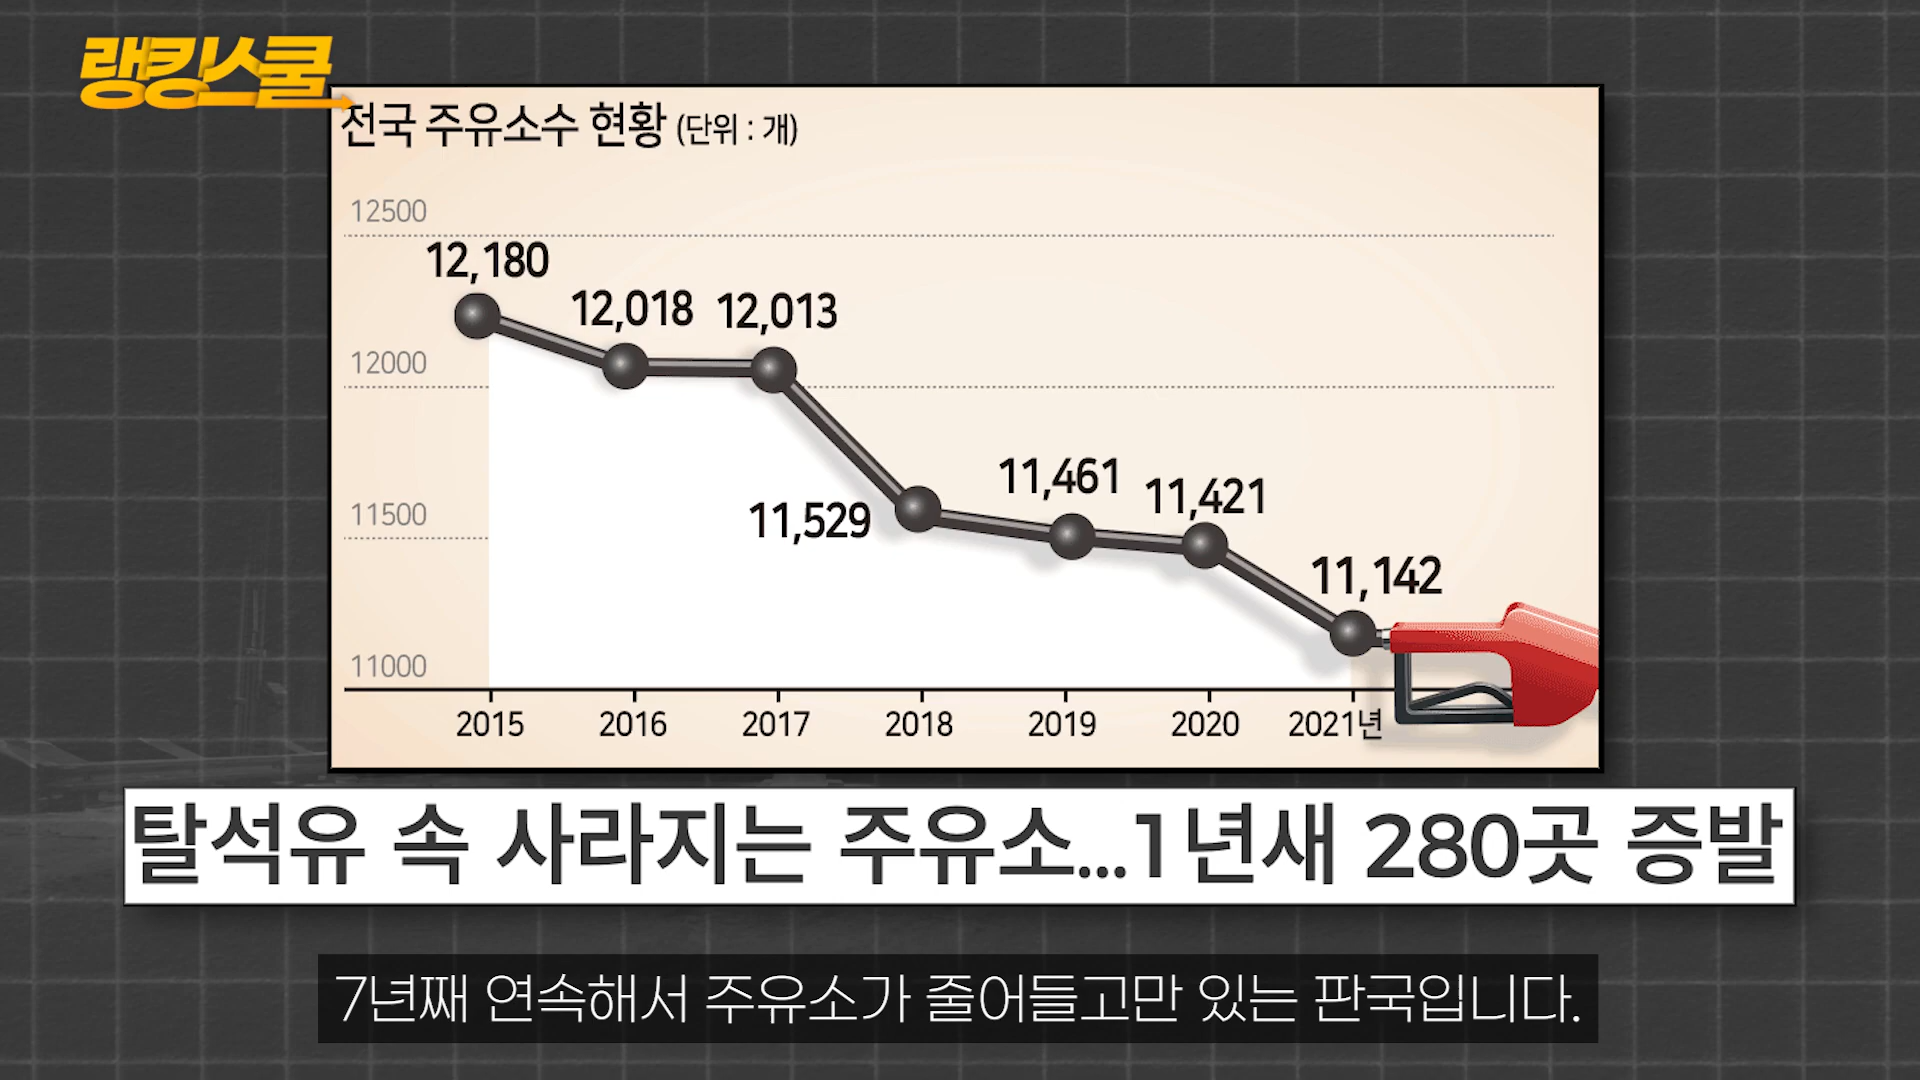 랭킹스쿨
전국 주유소수 현황 (단위 : 개)
12500
12,180
12,018 12,013
12000
11,461 11,421
11500
11,529
11,142
11000
2015 2016 2017 2018 2019 2020 2021년
탈석유 속 사라지는 주유소...1년새 280곳 증발
7년째 연속해서 주유소가 줄어들고만 있는 판국입니다.